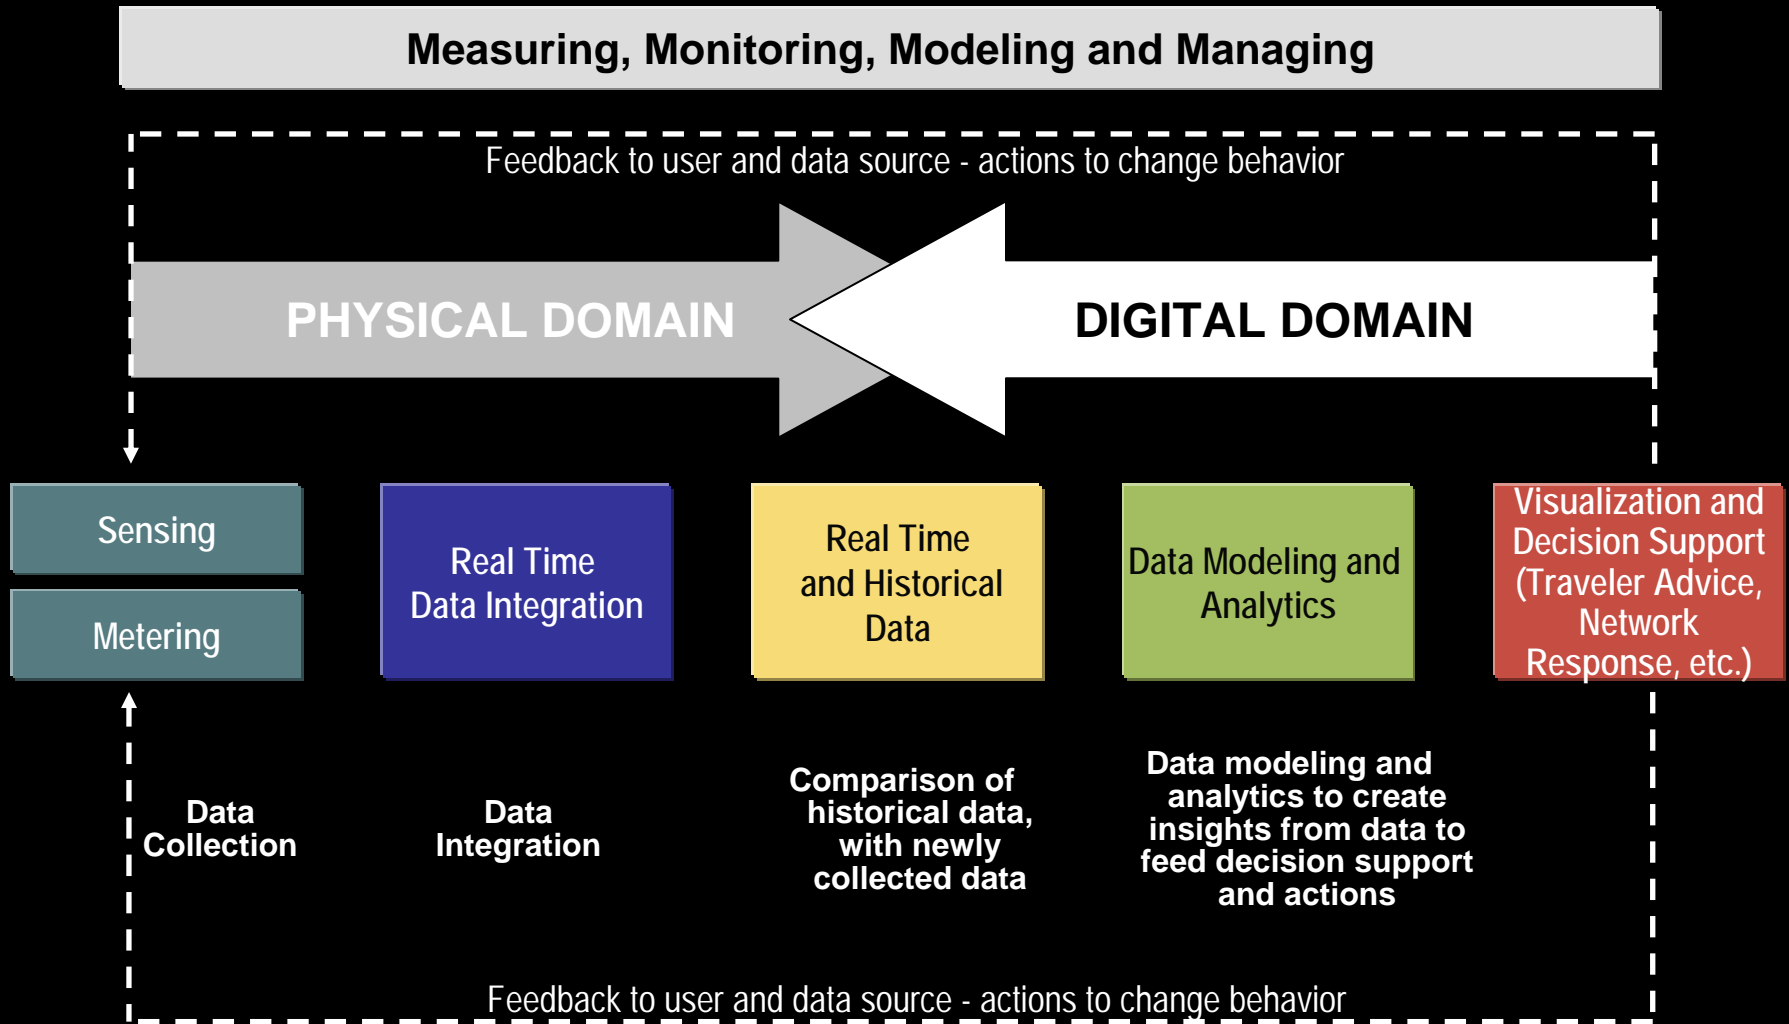 Measuring, Monitoring, Modeling and Managing
Feedback to user and data source - actions to change behavior
PHYSICAL DOMAIN
DIGITAL DOMAIN
Sensing
Metering
Real Time
Data Integration
Real Time
and Historical
Data
Data Modeling and
Analytics
Visualization and
Decision Support
(Traveler Advice,
Network
Response, etc.)
Data
Collection
Data
Integration
Comparison of
historical data,
with newly
collected data
Data modeling and
analytics to create
insights from data to
feed decision support
and actions
Feedback to user and data source - actions to change behavior